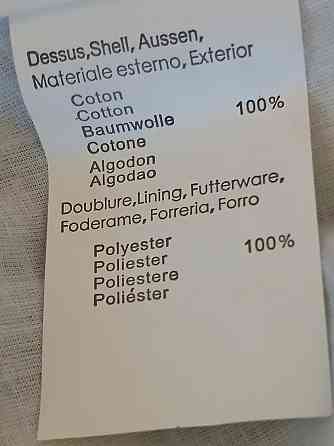 Dessus,Shell, Aussen,
Materiale esterno, Exterior
Coton
Cotton
Baumwolle 100%
Cotone
Algodon
Algodao
Doublure,Lining, Futterware,
Foderame, Forreria, Forro
Polyester 100%
Poliester
Poliestere
Poliéster